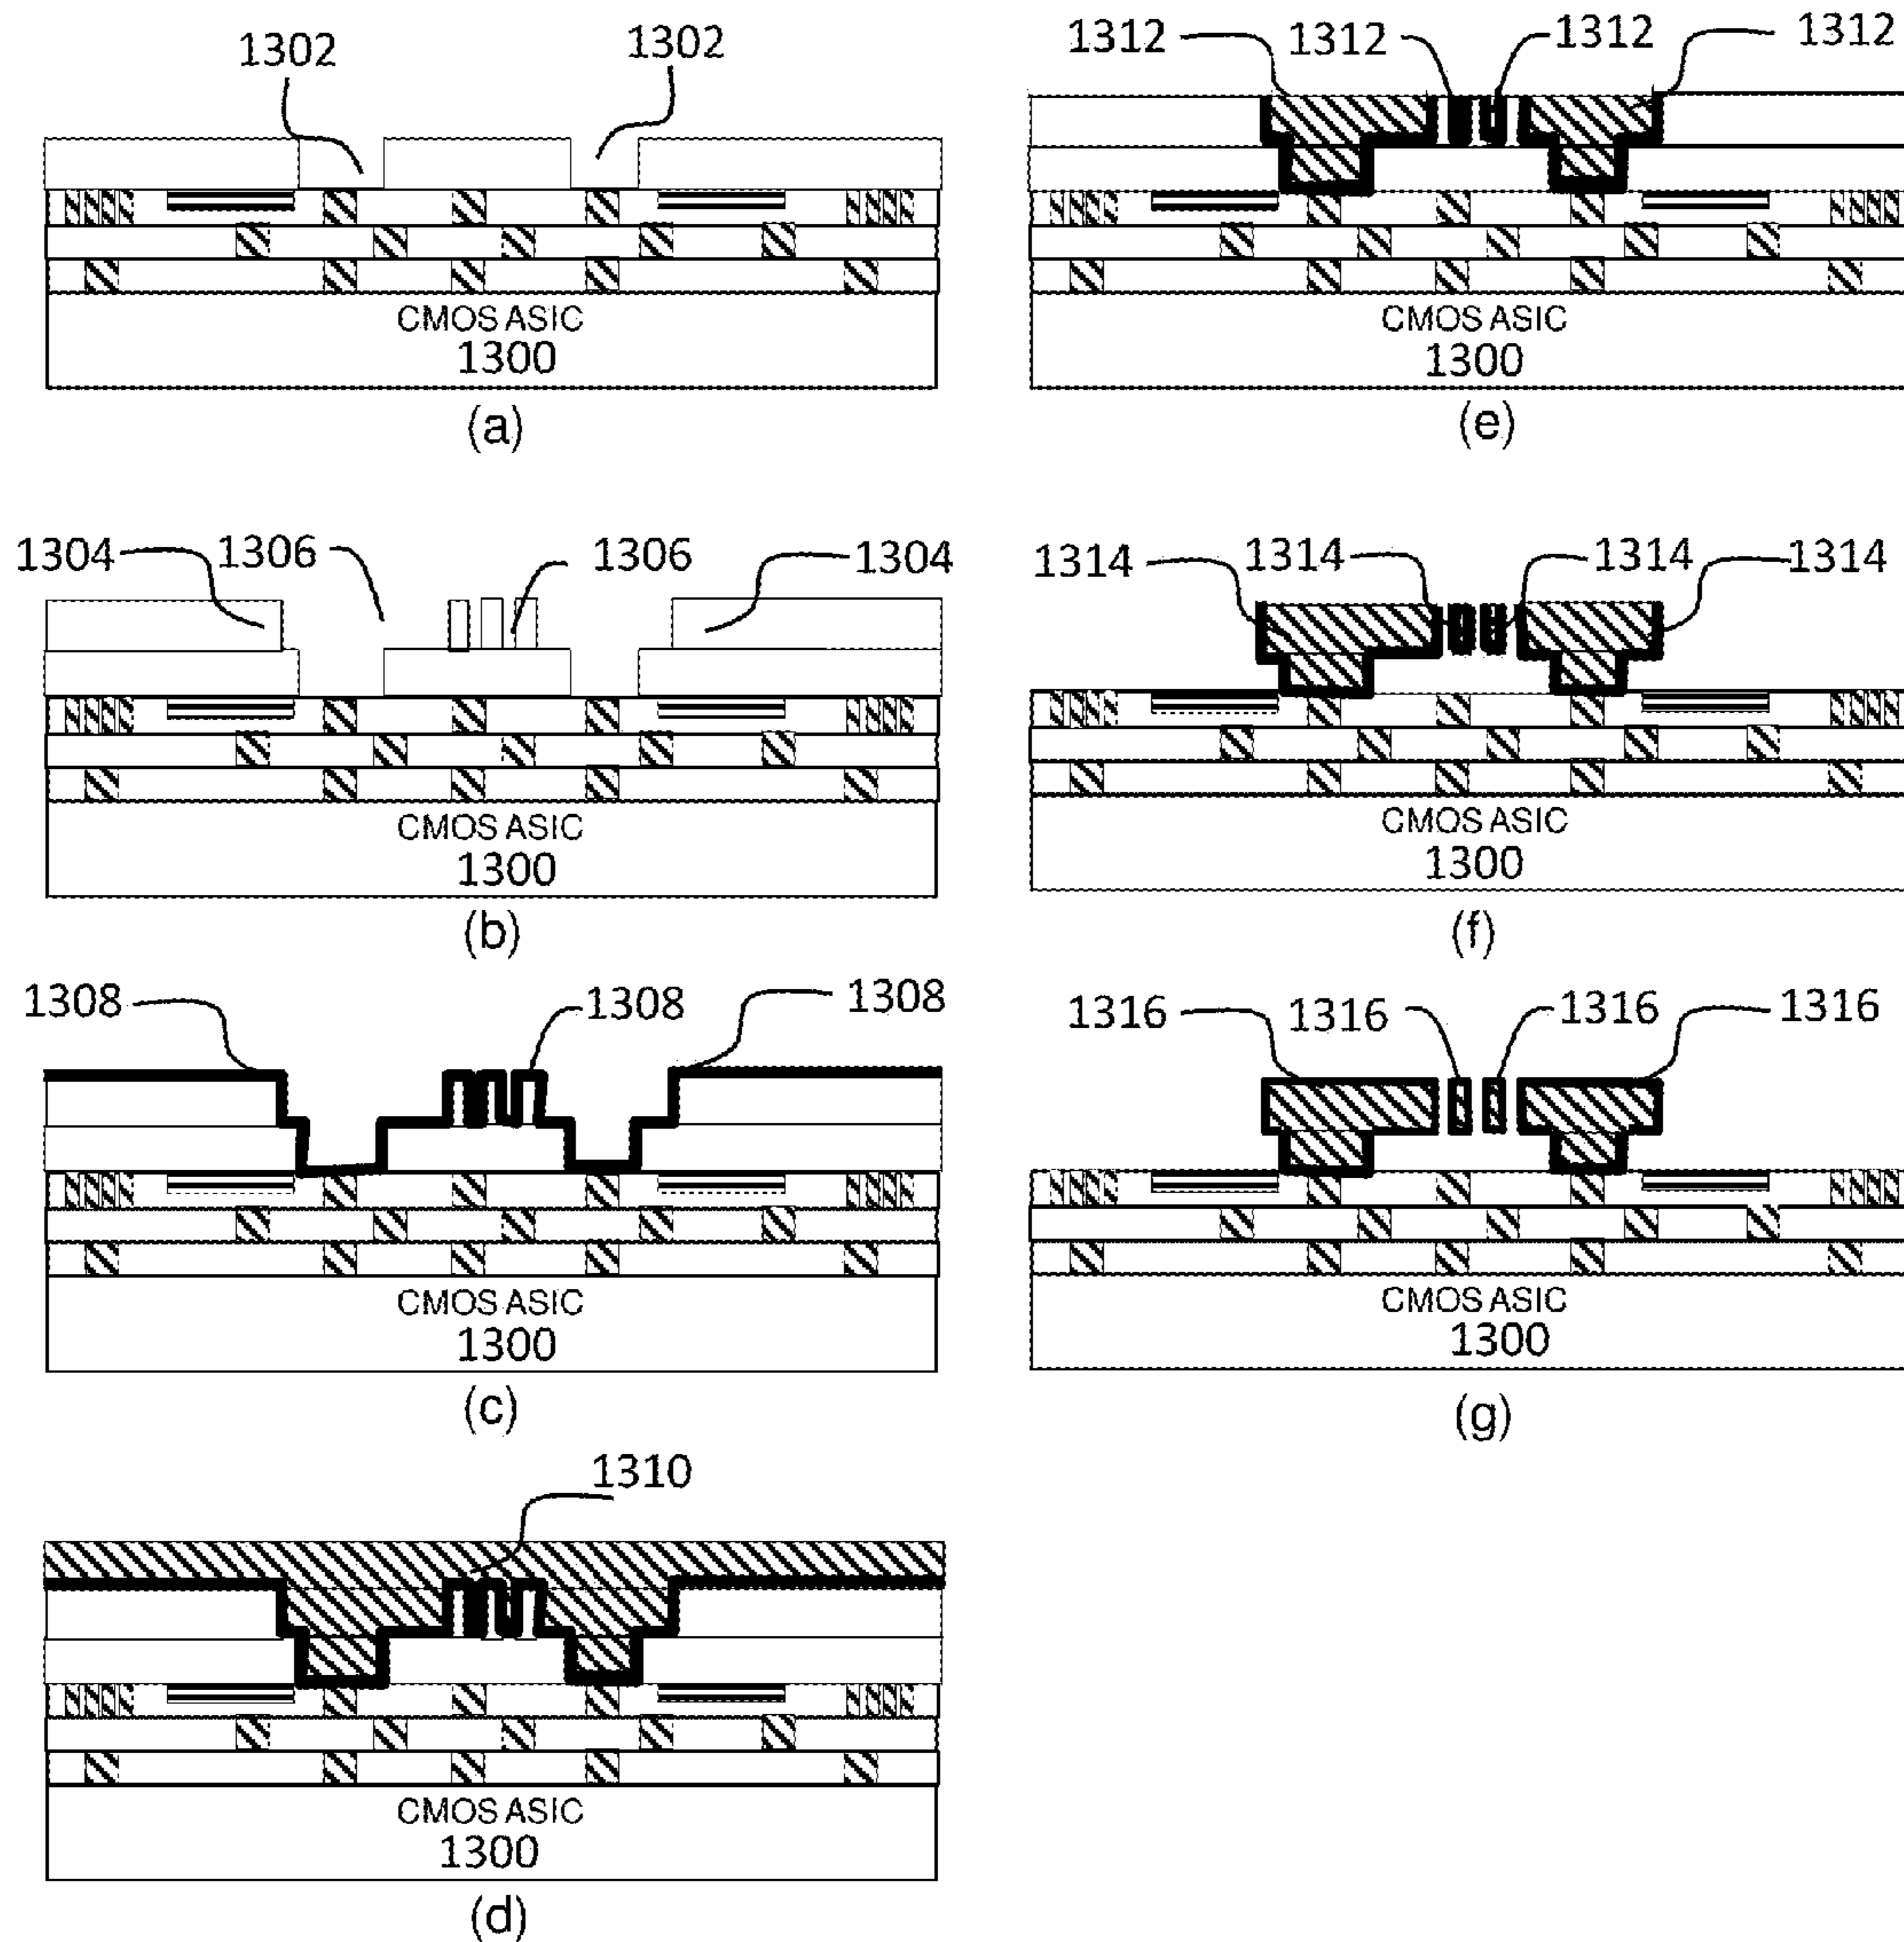 1302 1302
CMOS ASIC
1300
(a)
1304 1306 1306 1304
CMOS ASIC
1300
(b)
1308 1308 1308
CMOS ASIC
1300
(c)
1310
CMOS ASIC
1300
(d)
1312 1312 1312 1312
CMOS ASIC
1300
(e)
1314 1314 1314 1314
CMOS ASIC
1300
(f)
1316 1316 1316 1316
CMOS ASIC
1300
(g)